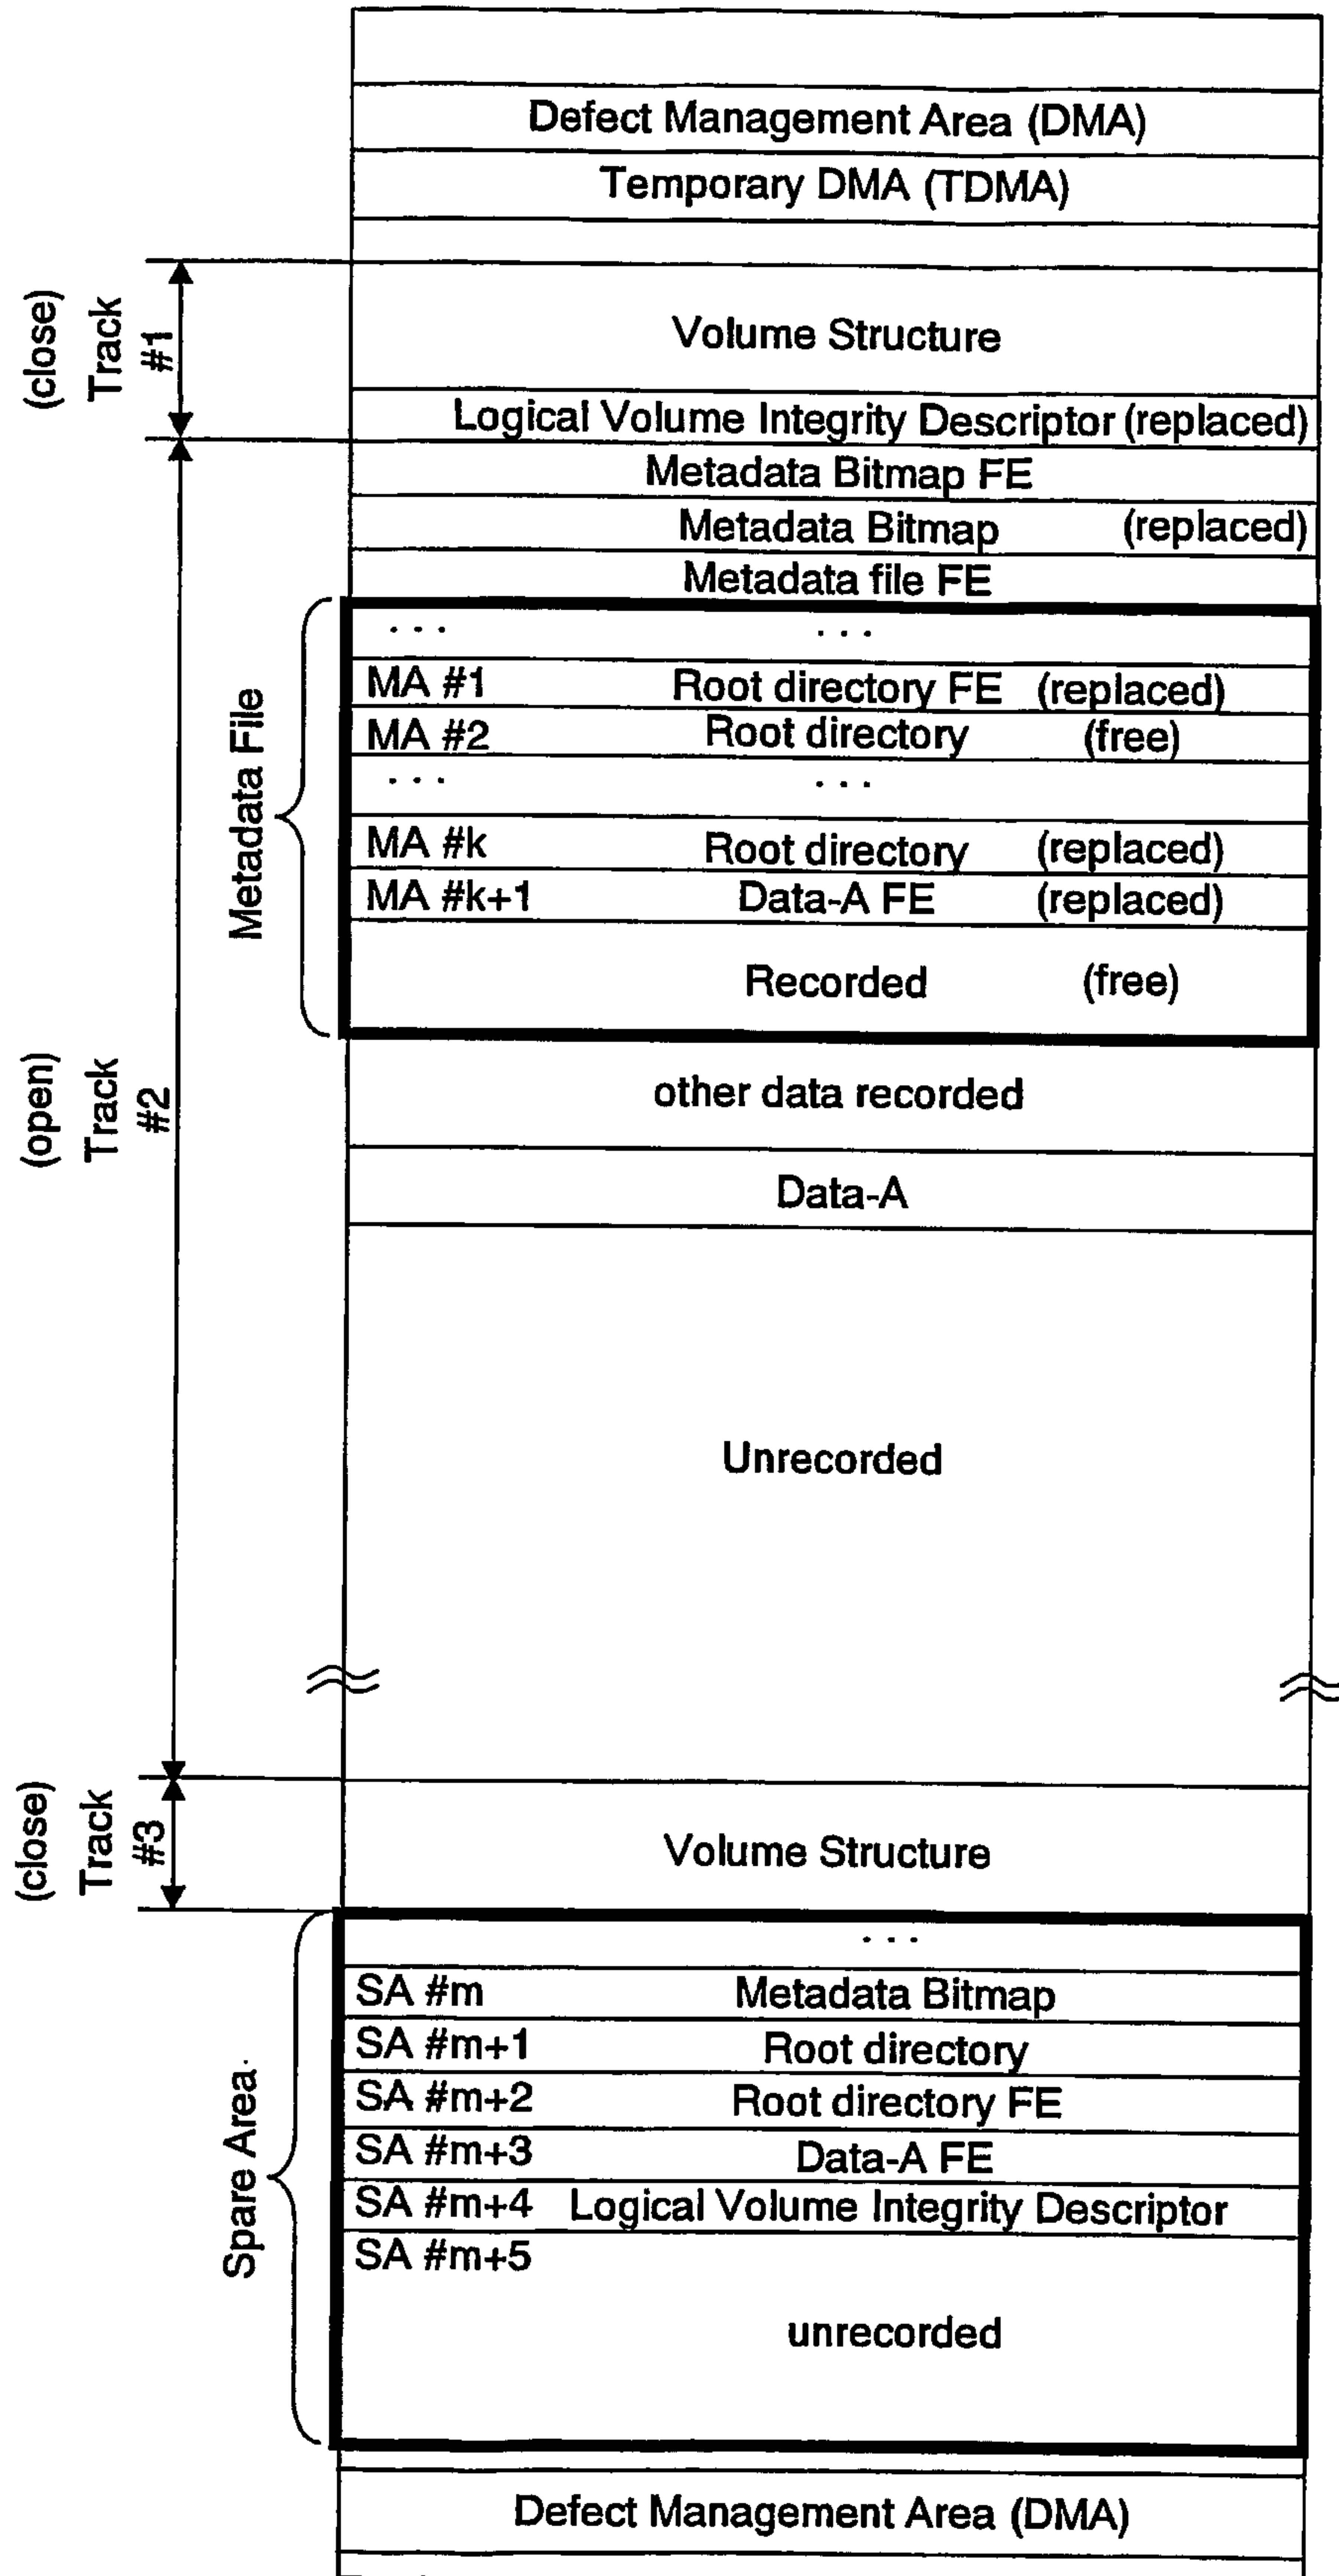 Defect Management Area (DMA)
Temporary DMA (TDMA)
(close)
Track
#1
Volume Structure
Logical Volume Integrity Descriptor (replaced)
(open)
Track
#2
Metadata Bitmap FE
Metadata Bitmap (replaced)
Metadata file FE
Metadata File
... ...
MA #1 Root directory FE (replaced)
MA #2 Root directory (free)
... ...
MA #k Root directory (replaced)
MA #k+1 Data-A FE (replaced)
Recorded (free)
other data recorded
Data-A
Unrecorded
(close)
Track
#3
Volume Structure
Spare Area
...
SA #m Metadata Bitmap
SA #m+1 Root directory
SA #m+2 Root directory FE
SA #m+3 Data-A FE
SA #m+4 Logical Volume Integrity Descriptor
SA #m+5
unrecorded
Defect Management Area (DMA)